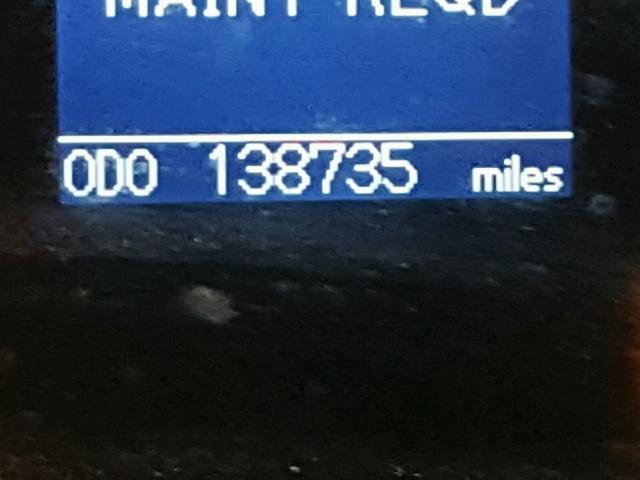 MAINT REQD
ODO 138735 miles